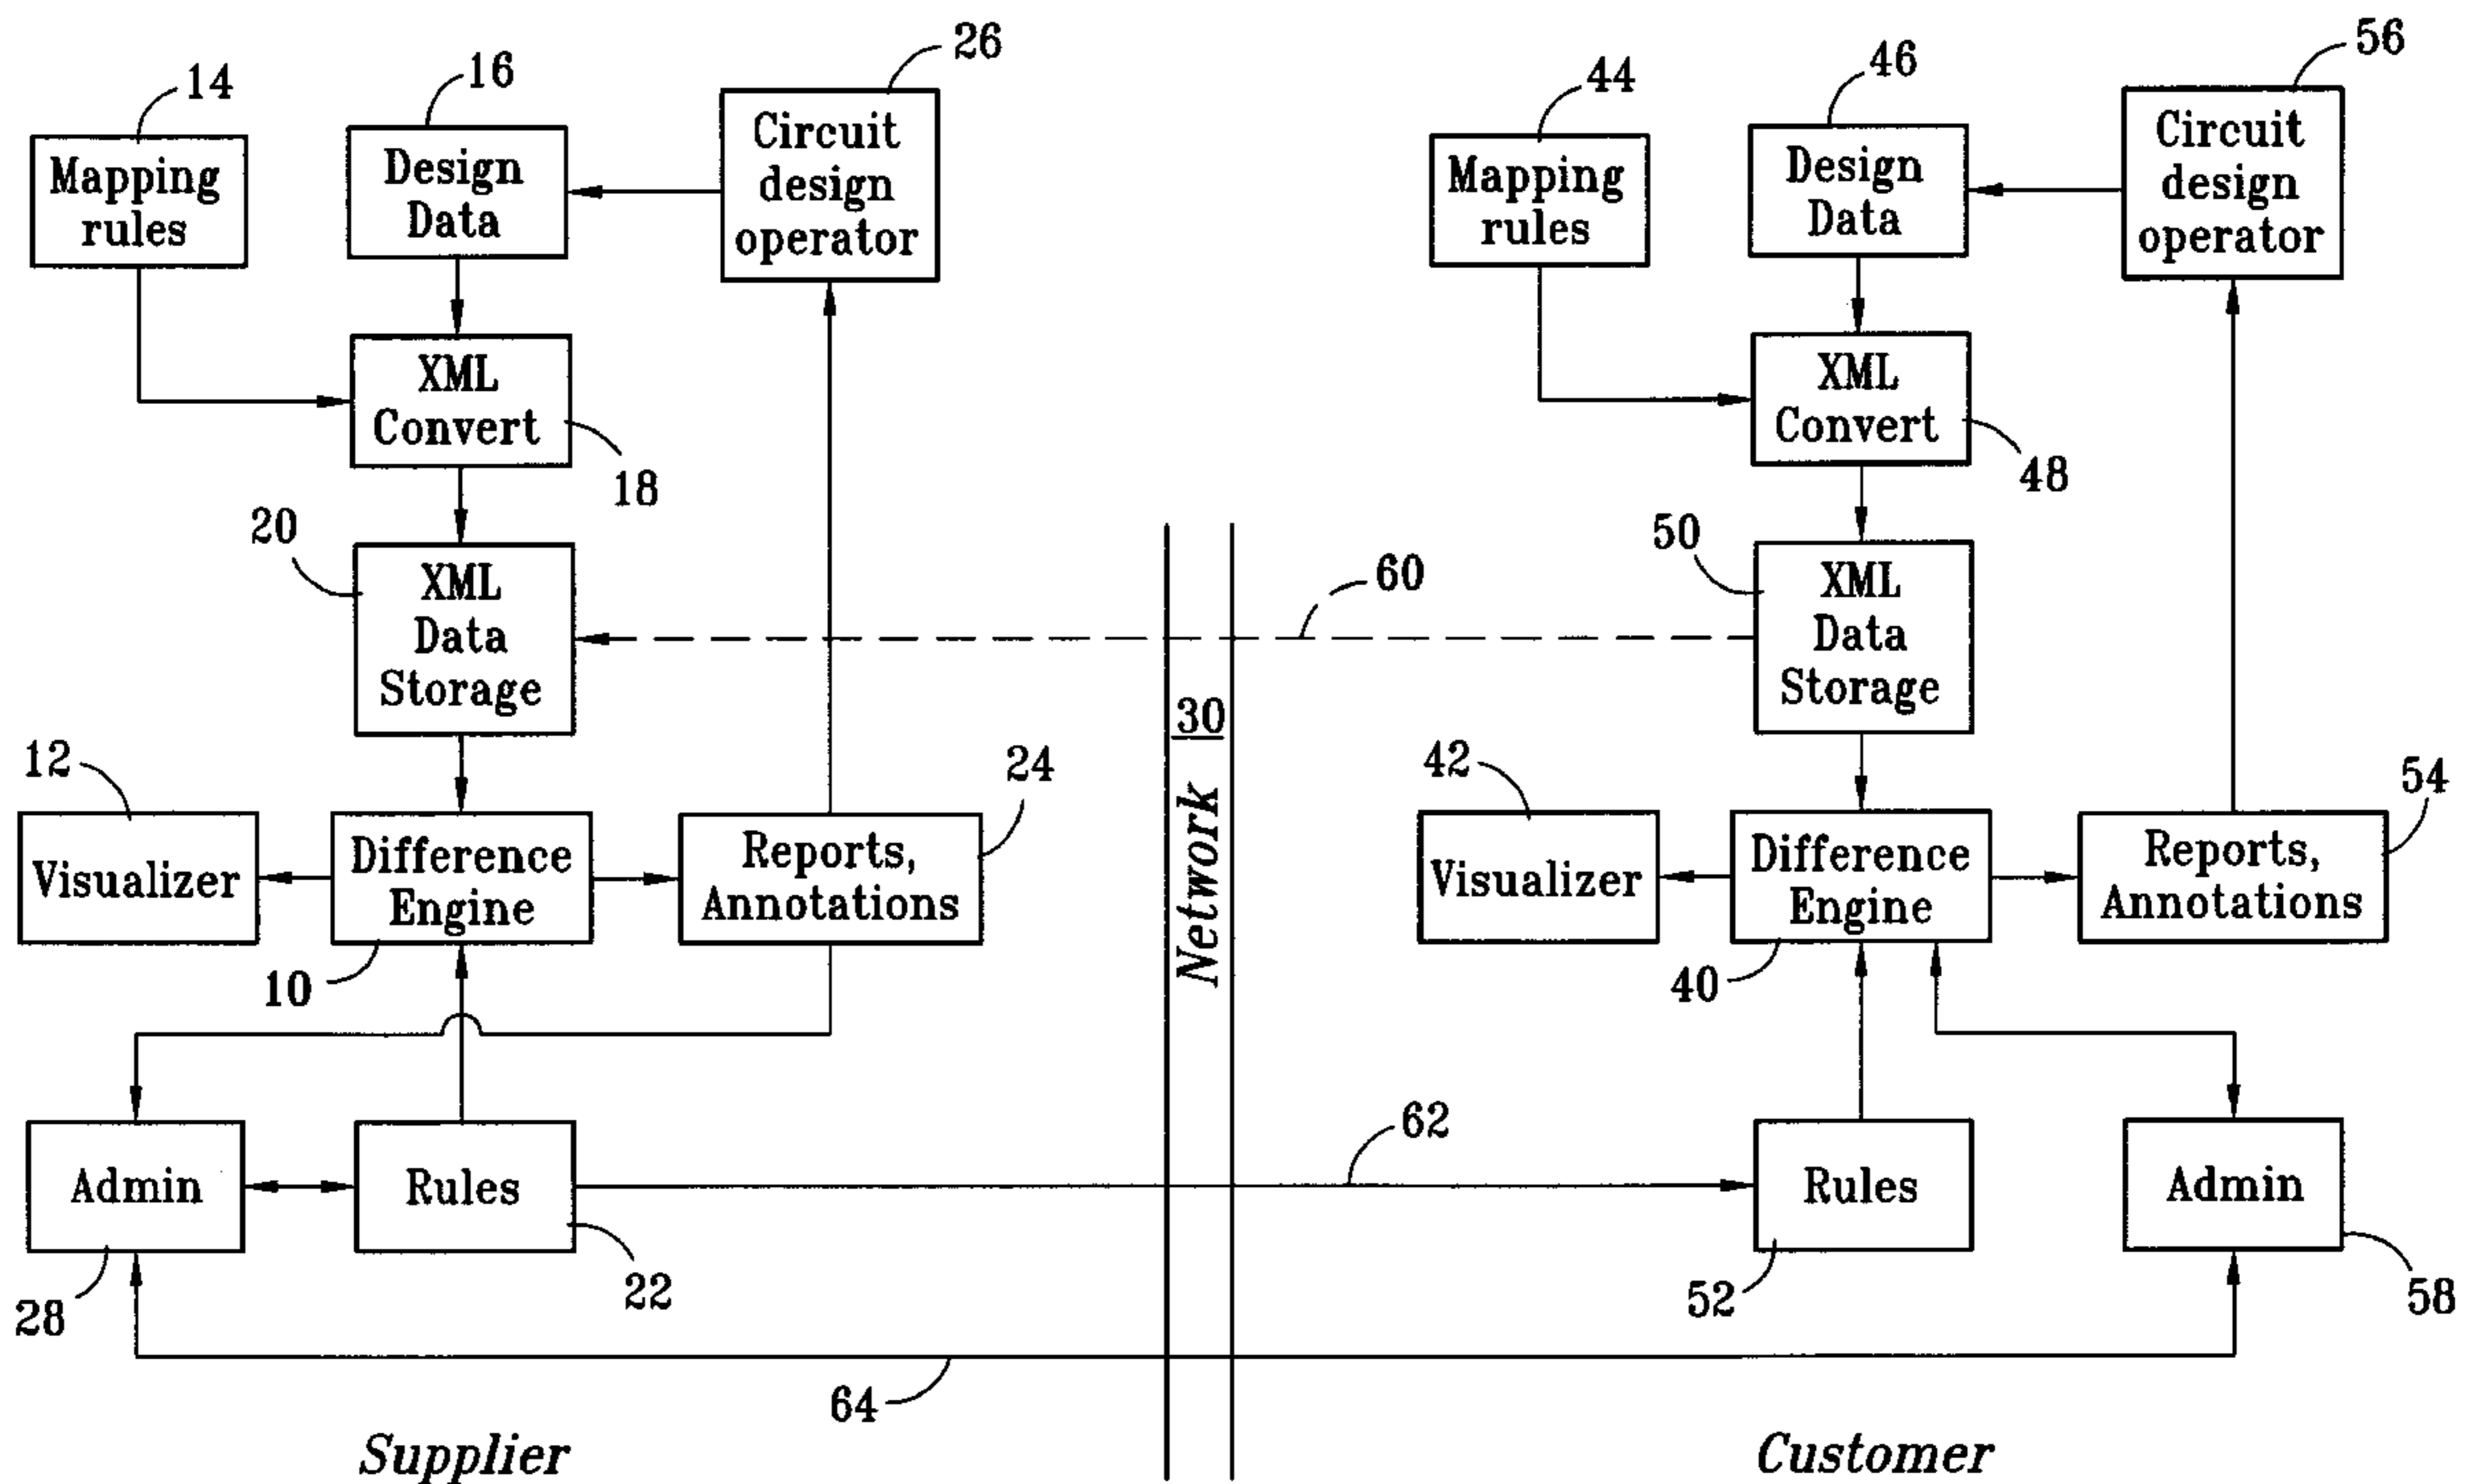 26
56
16
46
14
44
Circuit
design
operator
Circuit
design
operator
Design
Data
Design
Data
Mapping
rules
Mapping
rules
XML
Convert
XML
Convert
18
48
20
50
60
XML
Data
Storage
XML
Data
Storage
30
Network
12
24
42
54
Visualizer
Difference
Engine
Reports,
Annotations
Visualizer
Difference
Engine
Reports,
Annotations
10
40
62
Admin
Rules
Rules
Admin
28
22
52
58
64
Supplier
Customer